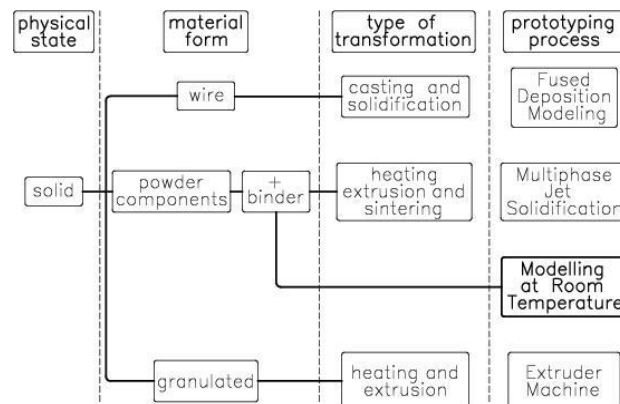 physical
state
material
form
type of
transformation
prototyping
process
wire
casting and
solidification
Fused
Deposition
Modeling
solid
powder
components
+
binder
heating
extrusion and
sintering
Multiphase
Jet
Solidification
Modelling
at Room
Temperature
granulated
heating and
extrusion
Extruder
Machine